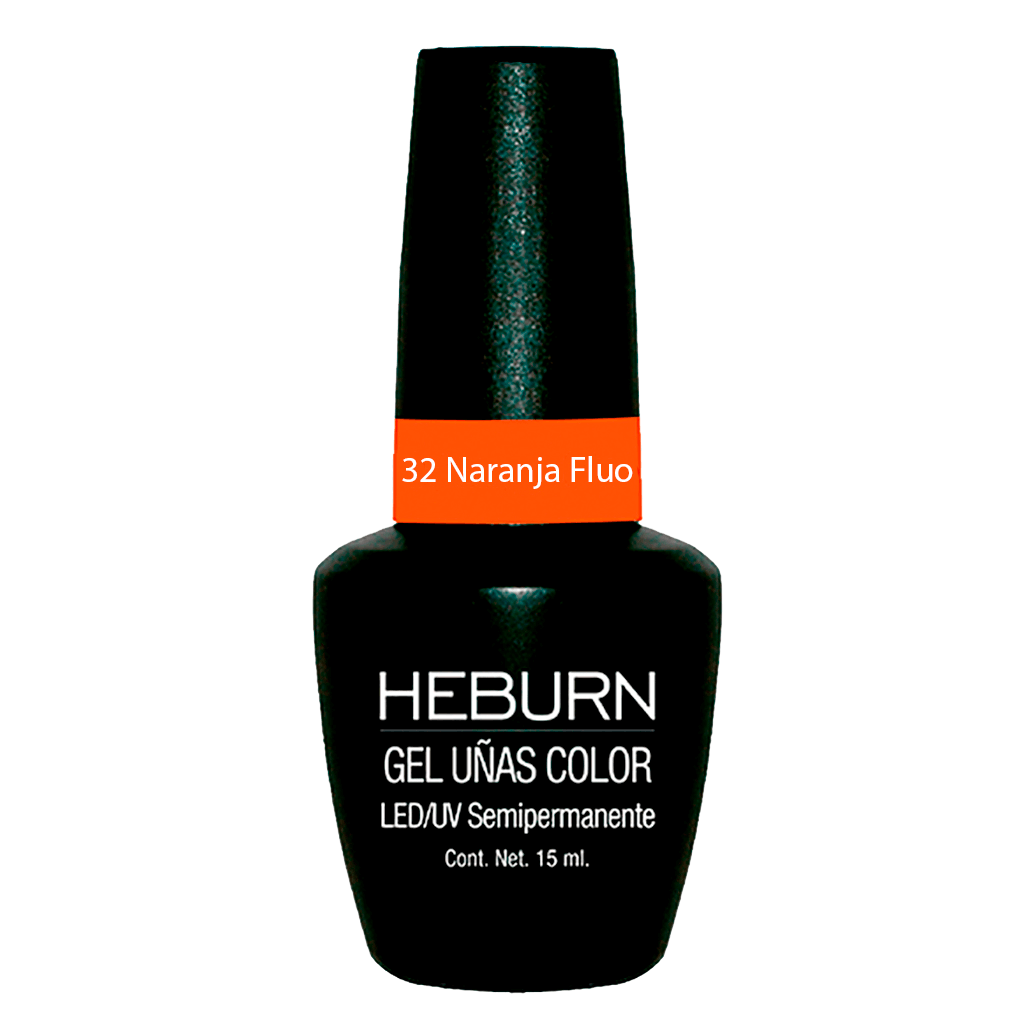 32 Naranja Fluo
HEBURN
GEL UÑAS COLOR
LED/UV Semipermanente
Cont. Net. 15 ml.